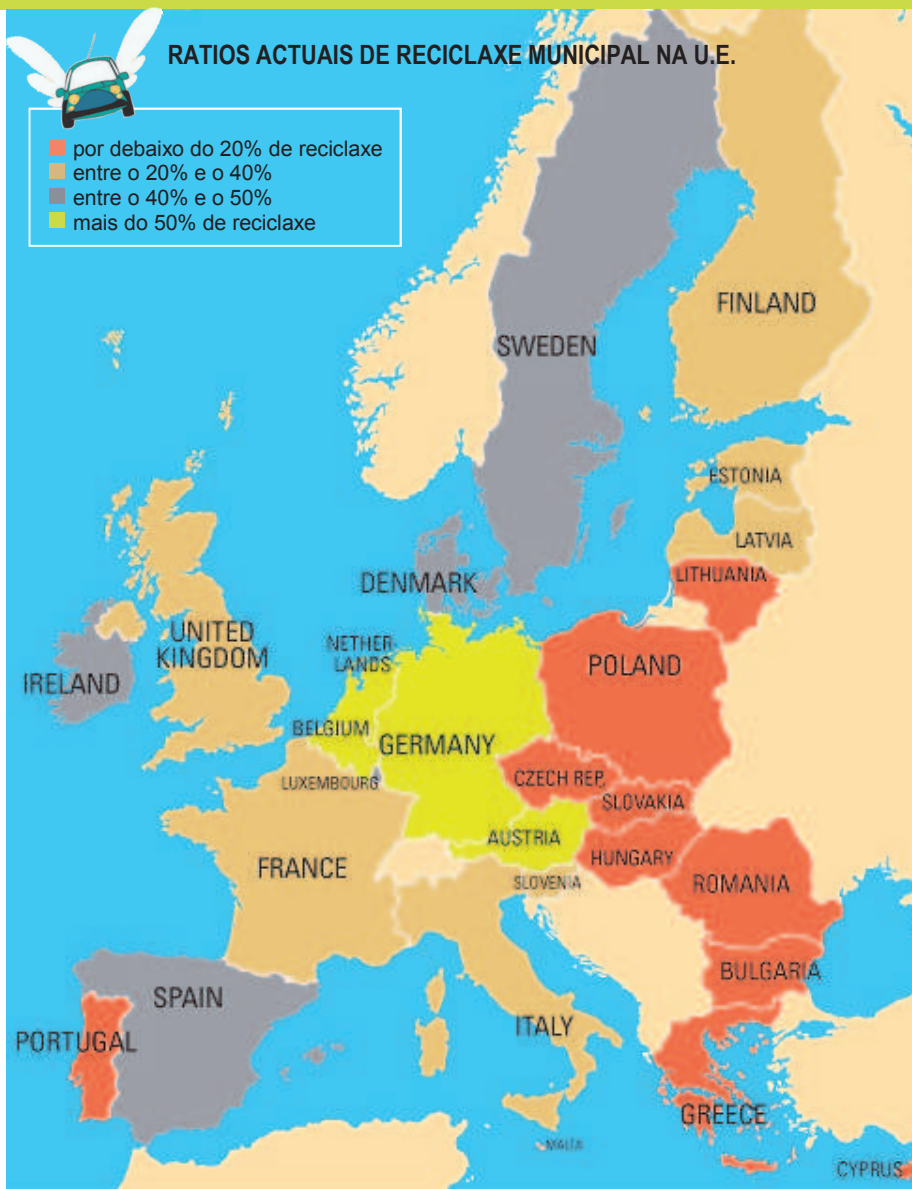 RATIOS ACTUAIS DE RECICLAXE MUNICIPAL NA U.E.
por debaixo do 20% de reciclaxe
entre o 20% e o 40%
entre o 40% e o 50%
mais do 50% de reciclaxe
FINLAND
SWEDEN
ESTONIA
LATVIA
LITHUANIA
DENMARK
UNITED
KINGDOM
NETHER-
LANDS
IRELAND
POLAND
BELGIUM
GERMANY
LUXEMBOURG
CZECH REP.
SLOVAKIA
AUSTRIA
HUNGARY
FRANCE
SLOVENIA
ROMANIA
BULGARIA
SPAIN
PORTUGAL
ITALY
GREECE
MALTA
CYPRUS